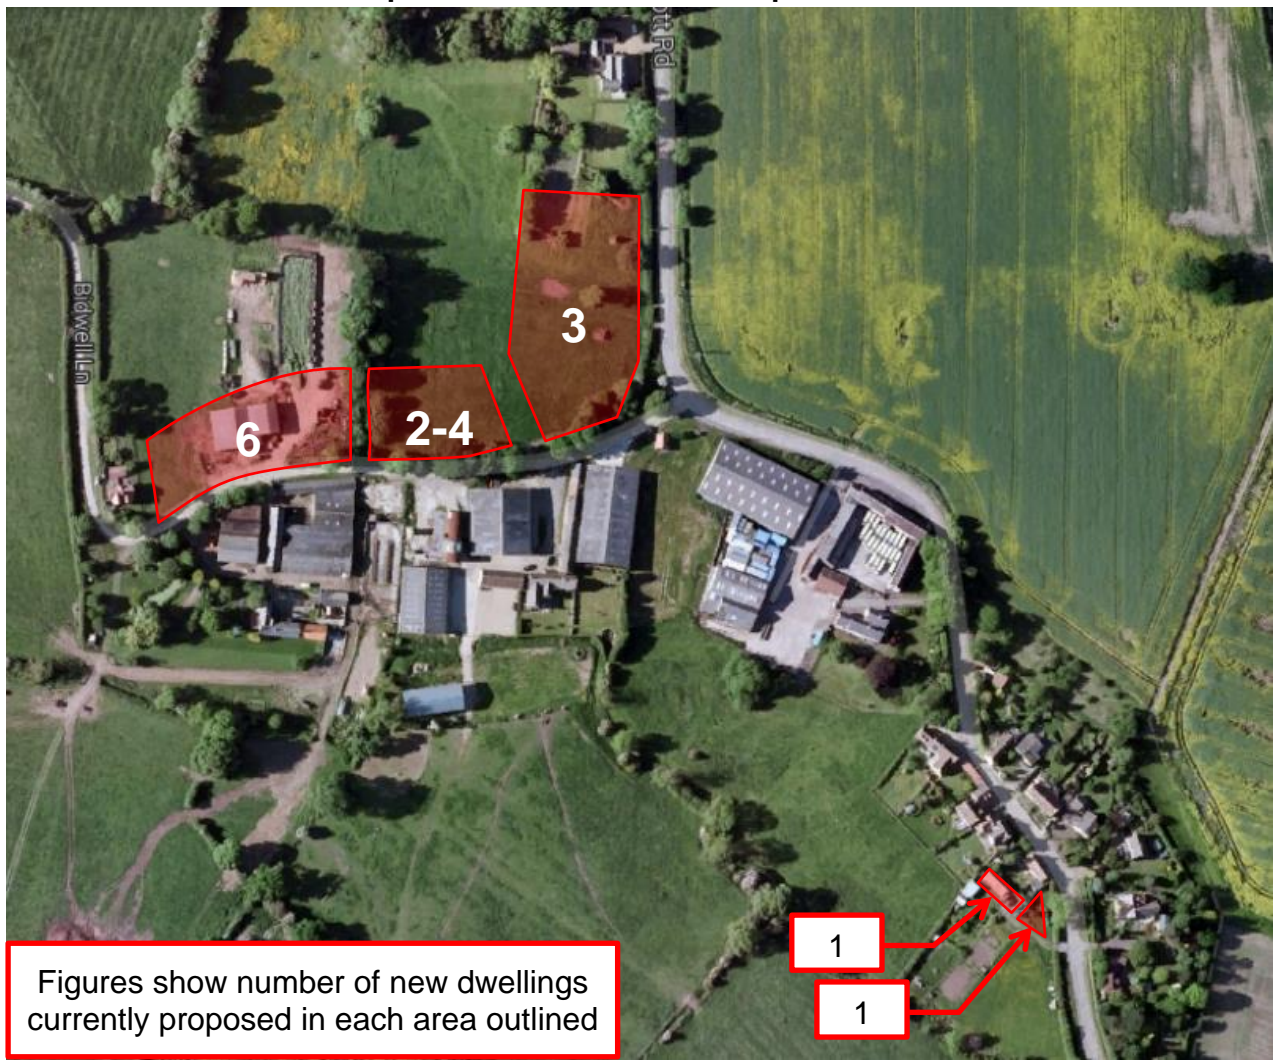 ott Rd
Bidwell Ln
3
6
2-4
1
1
Figures show number of new dwellings
currently proposed in each area outlined